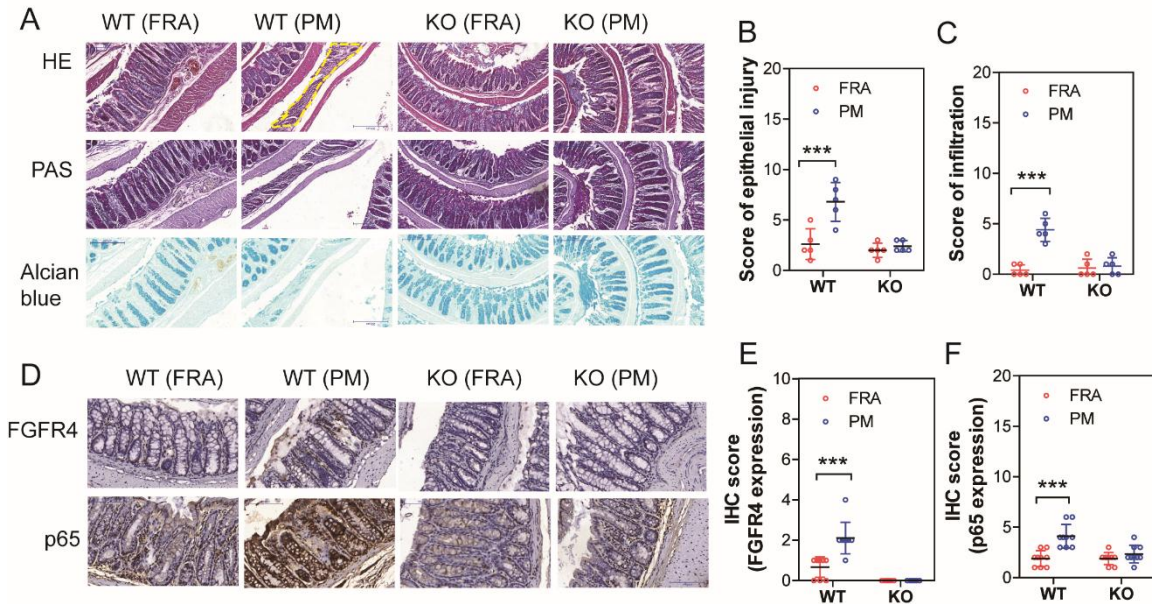 A
WT (FRA)
WT (PM)
KO (FRA)
KO (PM)
HE
PAS
Alcian
blue
B
Score of epithelial injury
20
15
10
5
0
FRA
PM
***
WT
KO
C
Score of infiltration
20
15
10
5
0
FRA
PM
***
WT
KO
D
WT (FRA)
WT (PM)
KO (FRA)
KO (PM)
FGFR4
p65
E
IHC score
(FGFR4 expression)
10
8
6
4
2
0
FRA
PM
***
WT
KO
F
IHC score
(p65 expression)
20
15
10
5
0
FRA
PM
***
WT
KO